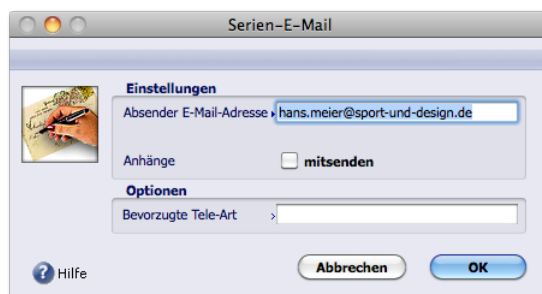 Serien-E-Mail
Einstellungen
Absender E-Mail-Adresse hans.meier@sport-und-design.de
Anhänge mitsenden
Optionen
Bevorzugte Tele-Art
Hilfe Abbrechen OK